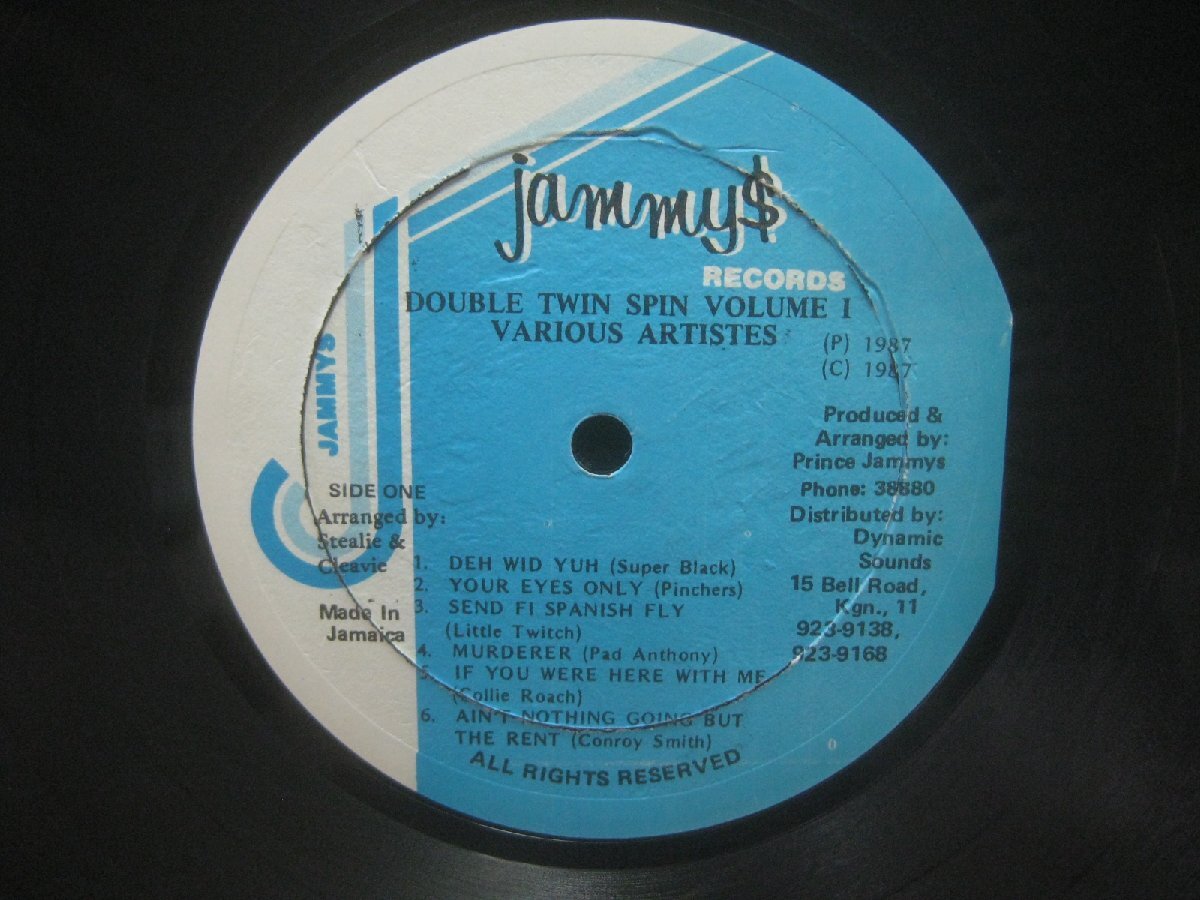 jammy$
RECORDS
DOUBLE TWIN SPIN VOLUME I
VARIOUS ARTISTES
(P) 1987
(C) 1987
JAMMYS
Produced &
Arranged by:
Prince Jammys
Phone: 38880
Distributed by:
Dynamic
Sounds
15 Bell Road,
Kgn., 11
923-9138,
923-9168
SIDE ONE
Arranged by:
Stealie &
Cleavie
Made In
Jamaica
1. DEH WID YUH (Super Black)
2. YOUR EYES ONLY (Pinchers)
3. SEND FI SPANISH FLY
(Little Twitch)
4. MURDERER (Pad Anthony)
5. IF YOU WERE HERE WITH ME
(Collie Roach)
6. AIN'T NOTHING GOING BUT
THE RENT (Conroy Smith)
ALL RIGHTS RESERVED